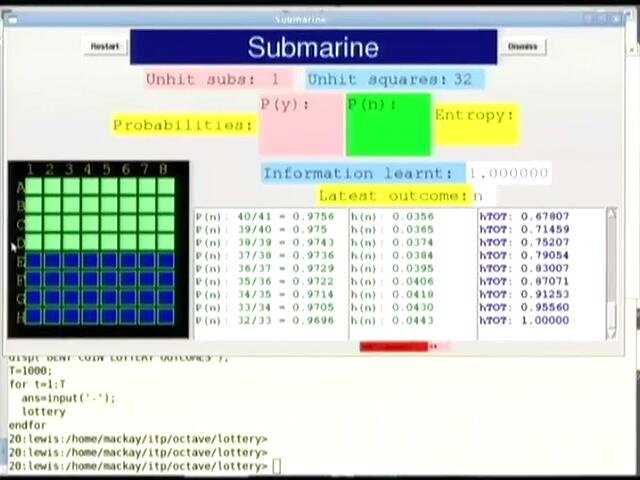 Submarine
Restart
Submarine
Dismiss
Unhit subs: 1
Unhit squares: 32
Probabilities:
P(y):
P(n):
Entropy:
Information learnt: 1.000000
Latest outcome: n
1 2 3 4 5 6 7 8
A
B
C
D
E
F
G
H
P(n): 40/41 = 0.9756 h(n): 0.0356 hTOT: 0.67807
P(n): 39/40 = 0.975 h(n): 0.0365 hTOT: 0.71459
P(n): 38/39 = 0.9743 h(n): 0.0374 hTOT: 0.75207
P(n): 37/38 = 0.9736 h(n): 0.0384 hTOT: 0.79054
P(n): 36/37 = 0.9729 h(n): 0.0395 hTOT: 0.83007
P(n): 35/36 = 0.9722 h(n): 0.0406 hTOT: 0.87071
P(n): 34/35 = 0.9714 h(n): 0.0418 hTOT: 0.91253
P(n): 33/34 = 0.9705 h(n): 0.0430 hTOT: 0.95560
P(n): 32/33 = 0.9696 h(n): 0.0443 hTOT: 1.00000
disp("BENT COIN LOTTERY OUTCOMES");
T=1000;
for t=1:T
ans=input('-');
lottery
endfor
20:lewis:/home/mackay/itp/octave/lottery>
20:lewis:/home/mackay/itp/octave/lottery>
20:lewis:/home/mackay/itp/octave/lottery>